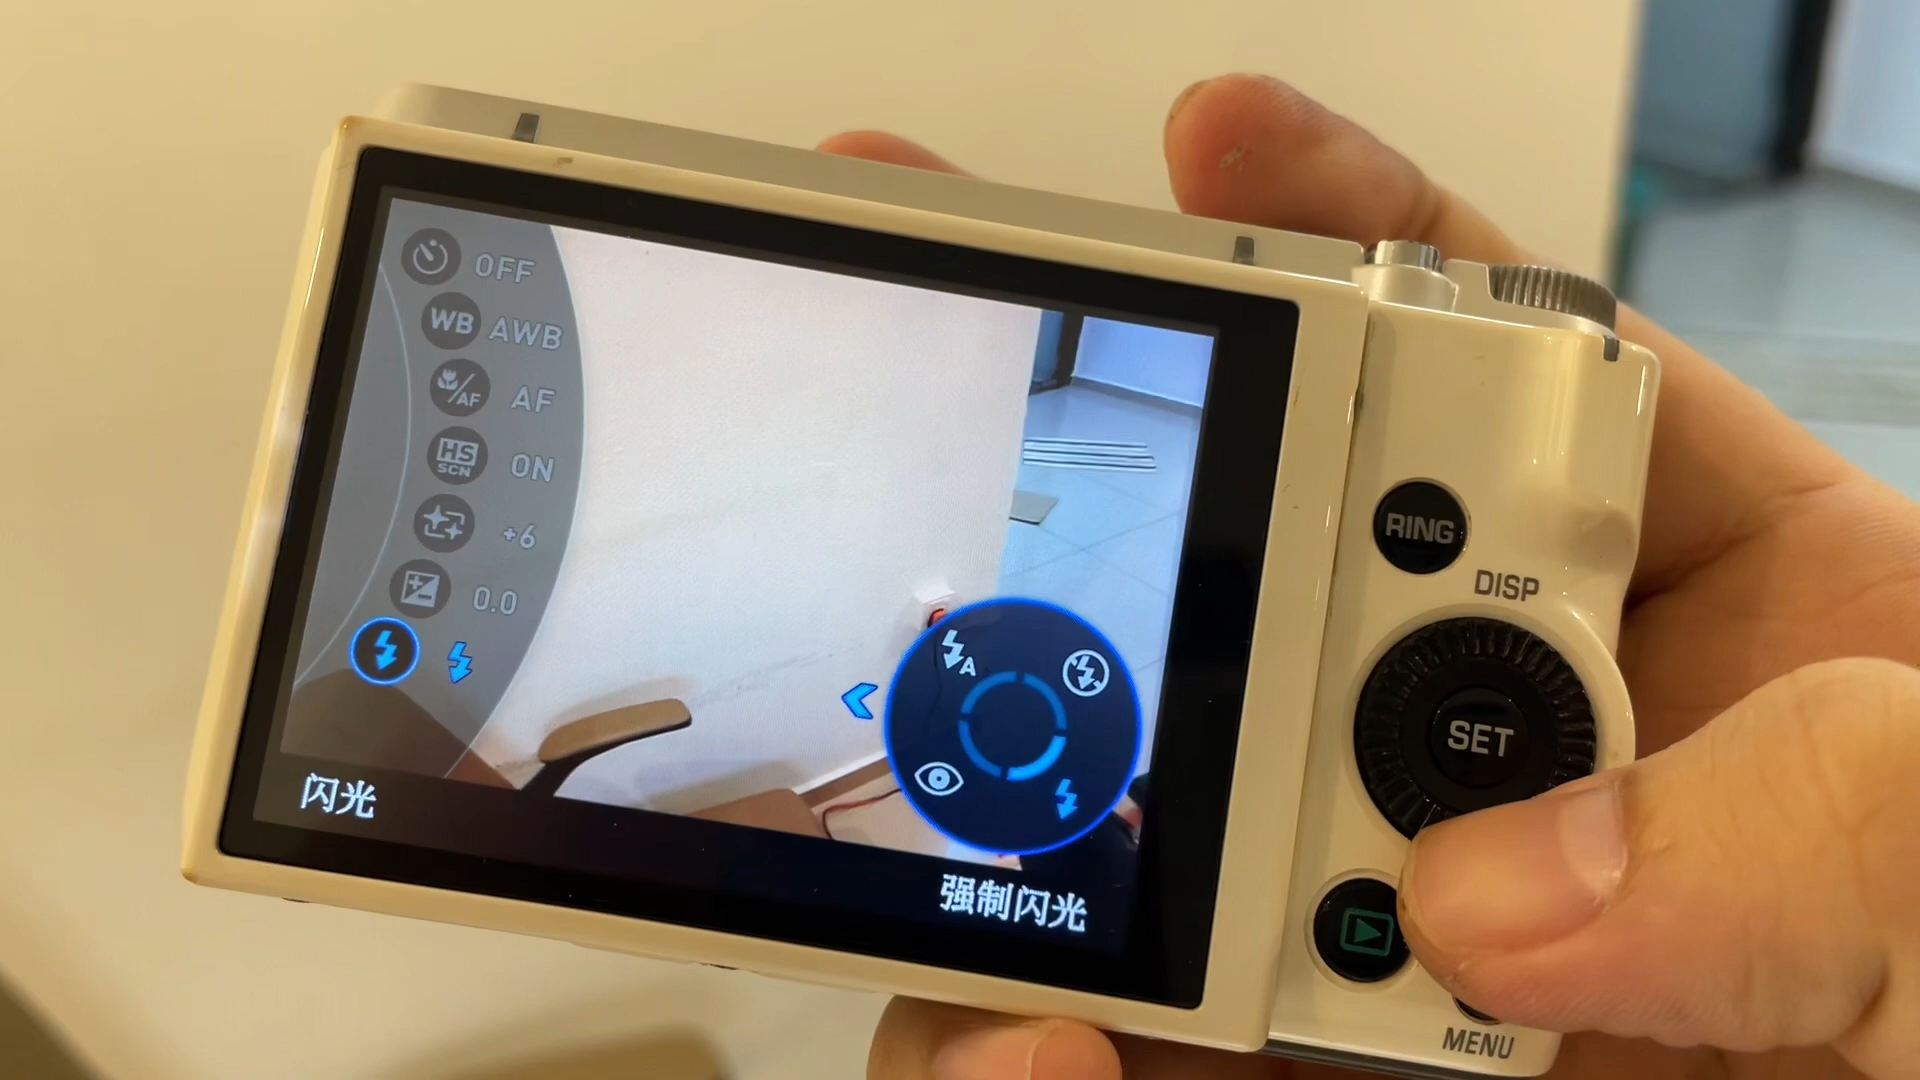 OFF
WB AWB
AF AF
HS SCN ON
+6
0.0
A
闪光
强制闪光
RING
DISP
SET
MENU